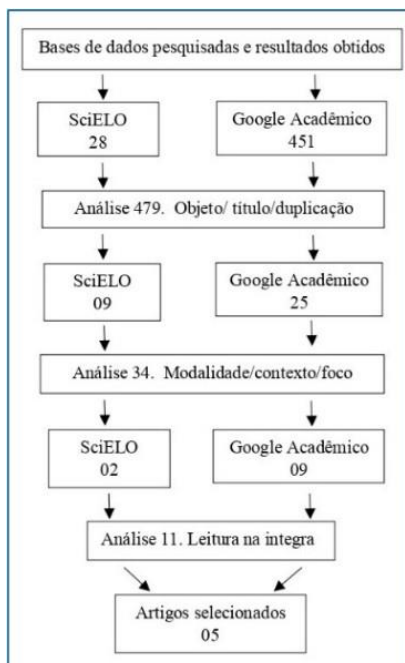 Bases de dados pesquisadas e resultados obtidos
SciELO
28
Google Acadêmico
451
Análise 479. Objeto/ título/duplicação
SciELO
09
Google Acadêmico
25
Análise 34. Modalidade/contexto/foco
SciELO
02
Google Acadêmico
09
Análise 11. Leitura na integra
Artigos selecionados
05